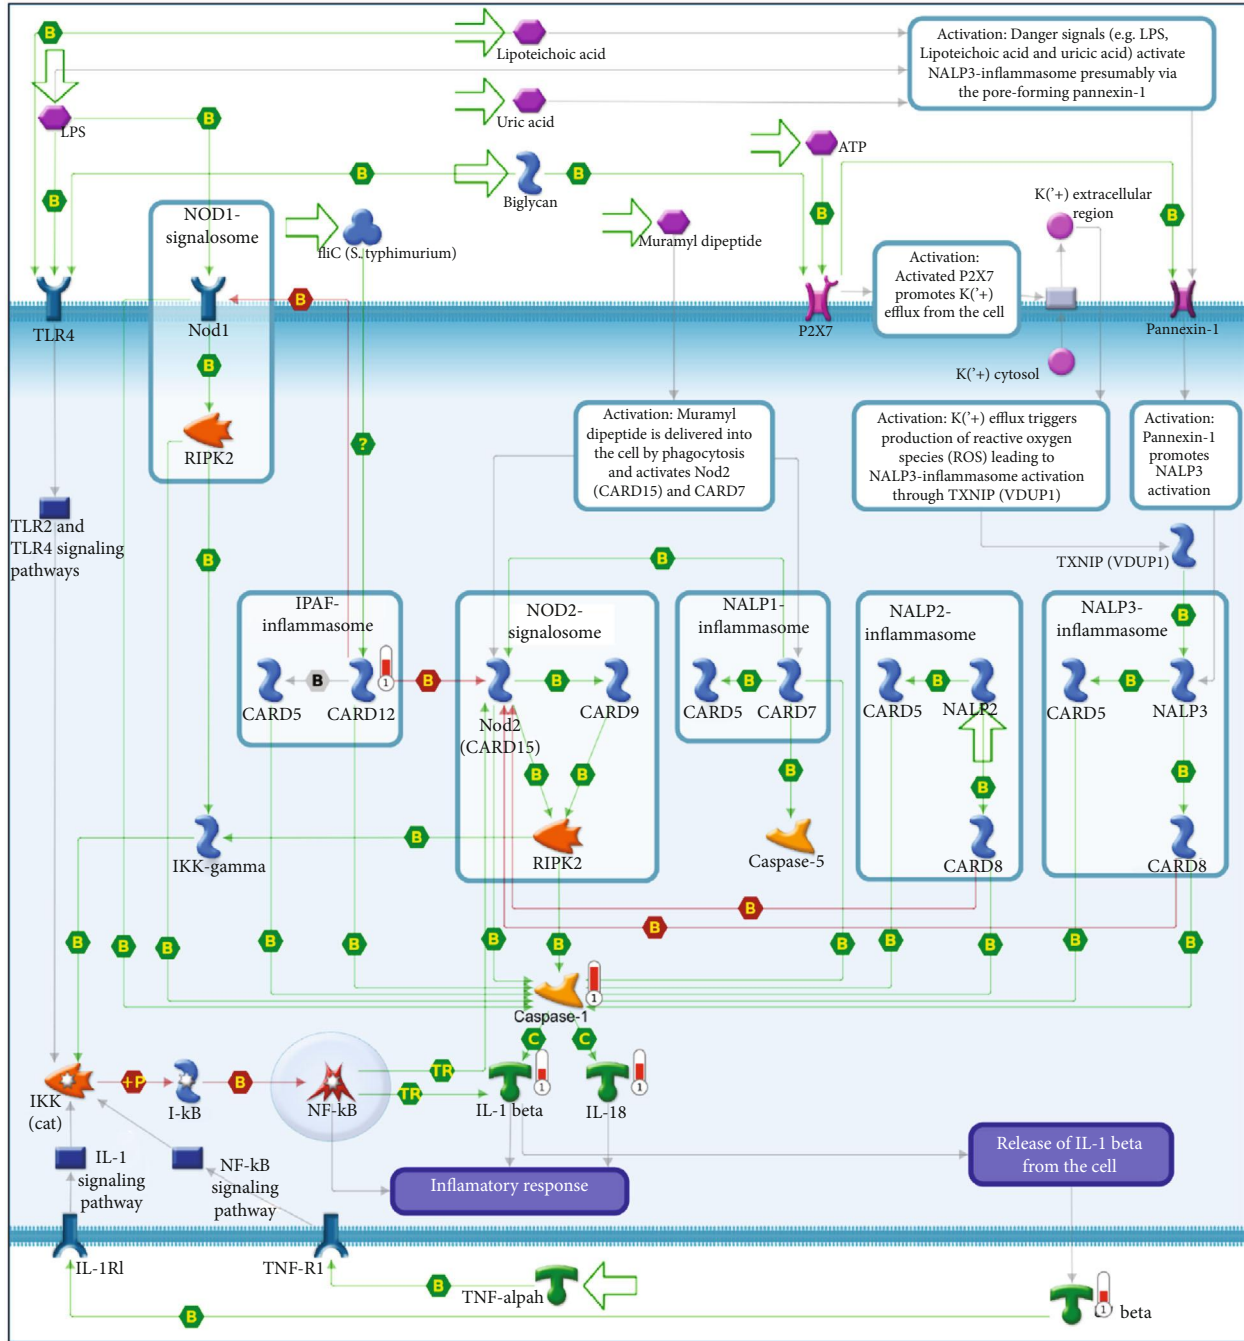 B
Lipoteichoic acid
Activation: Danger signals (e.g. LPS,
Lipoteichoic acid and uricic acid) activate
NALP3-inflammasome presumably via
the pore-forming pannexin-1
LPS
B
Uric acid
ATP
B
B
Biglycan
B
B
B
K('+) extracellular
region
NOD1-
signalosome
fliC (S. typhimurium)
Muramyl dipeptide
Activation:
Activated P2X7
promotes K('+)
efflux from the cell
TLR4
Nod1
B
P2X7
Pannexin-1
B
K('+) cytosol
RIPK2
?
Activation: Muramyl
dipeptide is delivered into
the cell by phagocytosis
and activates Nod2
(CARD15) and CARD7
Activation: K('+) efflux triggers
production of reactive oxygen
species (ROS) leading to
NALP3-inflammasome activation
through TXNIP (VDUP1)
Activation:
Pannexin-1
promotes
NALP3
activation
TLR2 and
TLR4 signaling
pathways
B
B
TXNIP (VDUP1)
IPAF-
inflammasome
NOD2-
signalosome
NALP1-
inflammasome
NALP2-
inflammasome
NALP3-
inflammasome
B
B
1
B
B
B
B
B
CARD5
CARD12
Nod2
(CARD15)
CARD9
CARD5
CARD7
CARD5
NALP2
CARD5
NALP3
B
B
B
B
B
IKK-gamma
B
RIPK2
Caspase-5
CARD8
CARD8
B
B
B
B
B
B
B
B
B
B
B
B
B
Caspase-1
1
C
C
IKK
(cat)
+P
I-kB
B
NF-kB
TR
TR
IL-1 beta
1
IL-18
1
IL-1
signaling
pathway
NF-kB
signaling
pathway
Inflamatory response
Release of IL-1 beta
from the cell
IL-1Rl
TNF-R1
B
TNF-alpah
B
1
beta